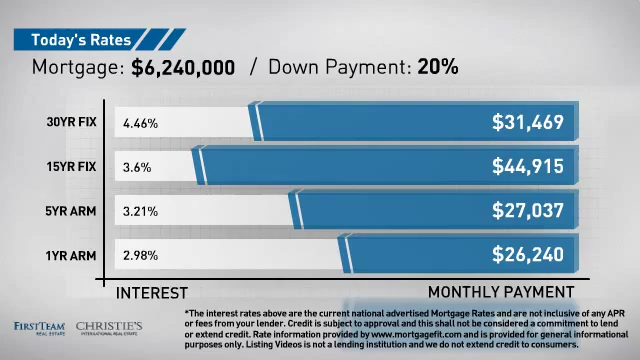 Today's Rates
Mortgage: $6,240,000 / Down Payment: 20%
30YR FIX 4.46% $31,469
15YR FIX 3.6% $44,915
5YR ARM 3.21% $27,037
1YR ARM 2.98% $26,240
INTEREST MONTHLY PAYMENT
*The interest rates above are the current national advertised Mortgage Rates and are not inclusive of any APR
or fees from your lender. Credit is subject to approval and this shall not be considered a commitment to lend
or extend credit. Rate information provided by www.mortgagefit.com and is provided for general informational
purposes only. Listing Videos is not a lending institution and we do not extend credit to consumers.
FIRSTTEAM CHRISTIE'S
REAL ESTATE INTERNATIONAL REAL ESTATE